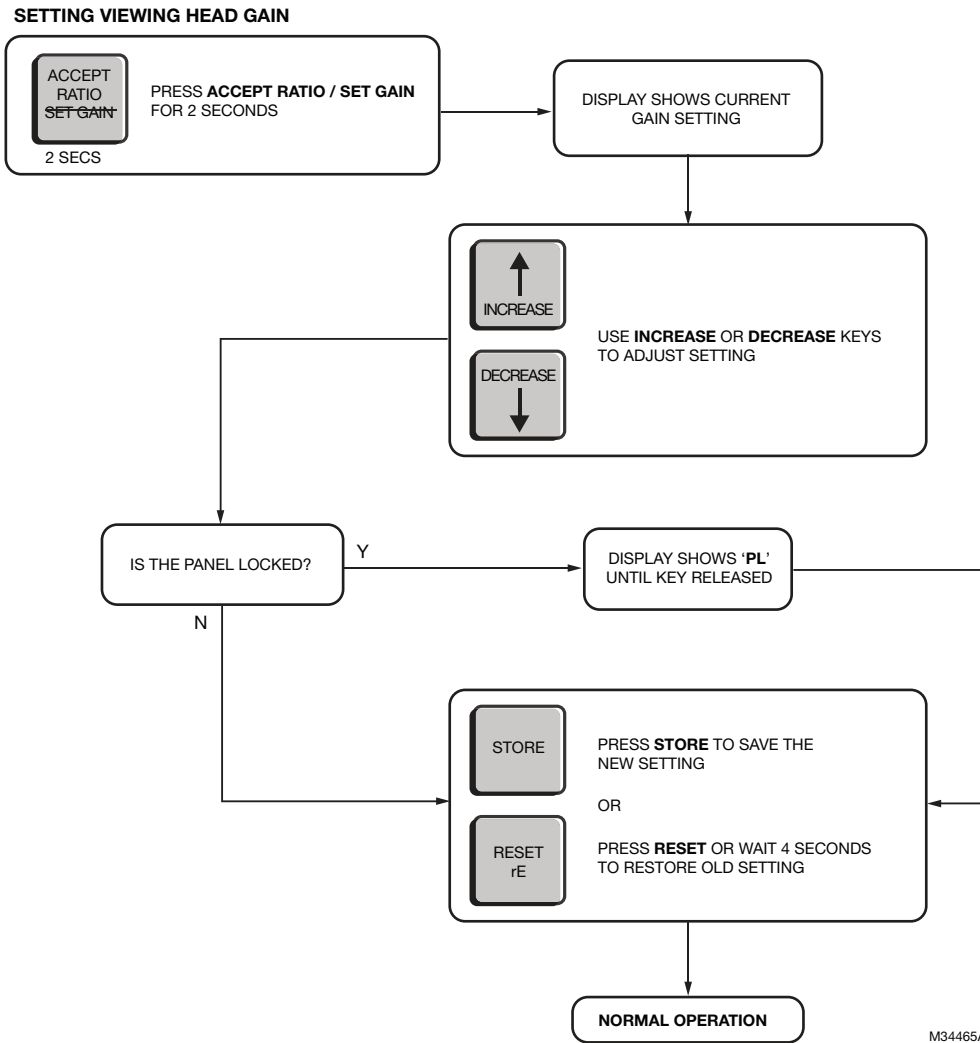 SETTING VIEWING HEAD GAIN
ACCEPT
RATIO
SET GAIN
2 SECS
PRESS ACCEPT RATIO / SET GAIN
FOR 2 SECONDS
DISPLAY SHOWS CURRENT
GAIN SETTING
INCREASE
DECREASE
USE INCREASE OR DECREASE KEYS
TO ADJUST SETTING
IS THE PANEL LOCKED?
Y
N
DISPLAY SHOWS ‘PL’
UNTIL KEY RELEASED
STORE
PRESS STORE TO SAVE THE
NEW SETTING
OR
RESET
rE
PRESS RESET OR WAIT 4 SECONDS
TO RESTORE OLD SETTING
NORMAL OPERATION
M34465A